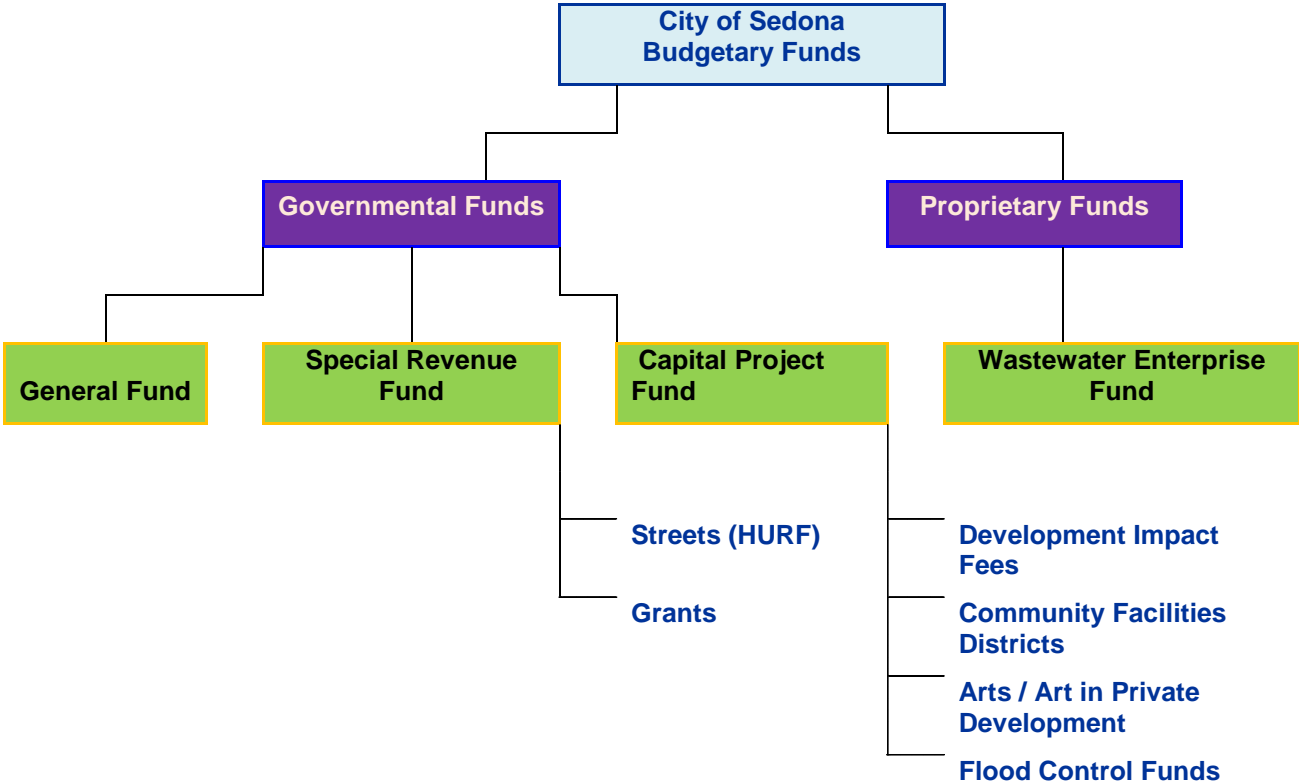 City of Sedona
Budgetary Funds
Governmental Funds
Proprietary Funds
General Fund
Special Revenue
Fund
Capital Project
Fund
Wastewater Enterprise
Fund
Streets (HURF)
Grants
Development Impact
Fees
Community Facilities
Districts
Arts / Art in Private
Development
Flood Control Funds